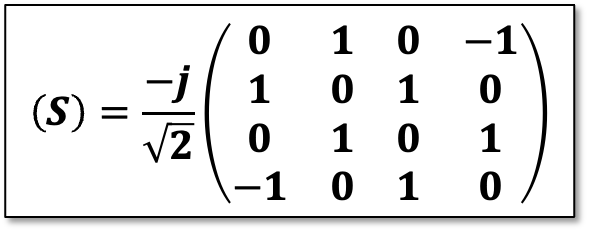 (S) = -j/√2
0 1 0 -1
1 0 1 0
0 1 0 1
-1 0 1 0